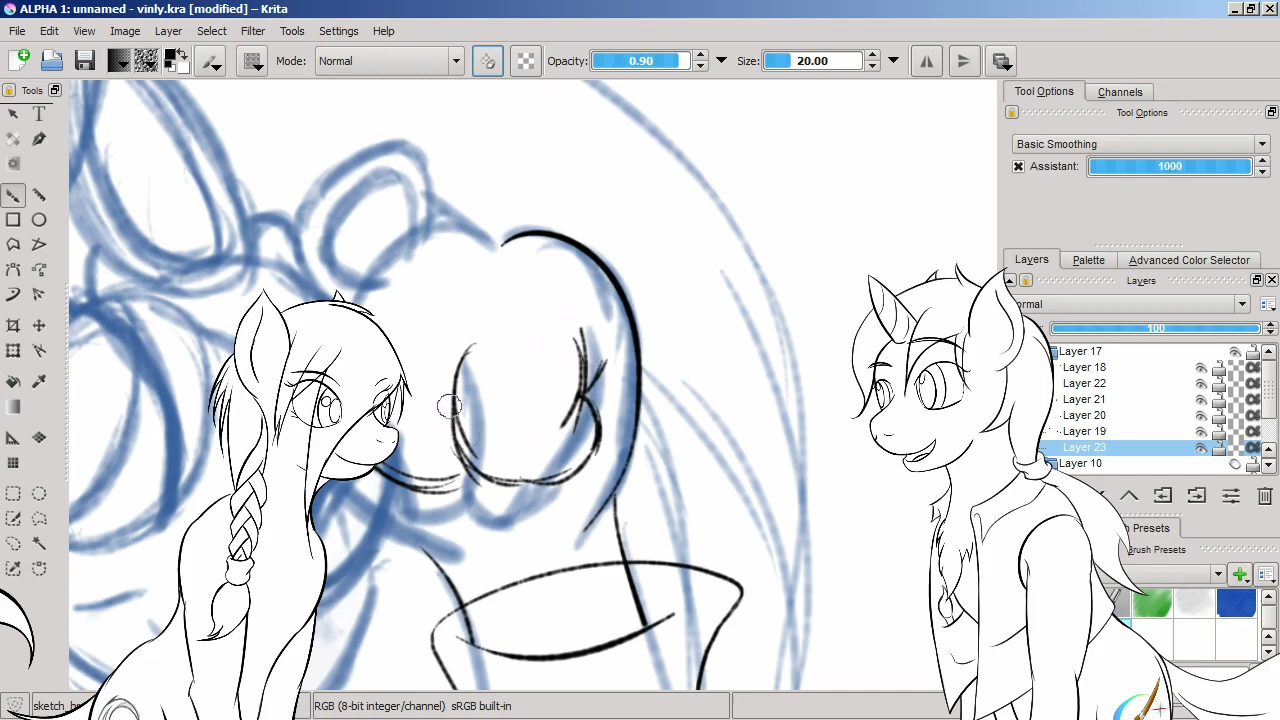 ALPHA 1: unnamed - vinly.kra [modified] – Krita
File Edit View Image Layer Select Filter Tools Settings Help
Mode: Normal Opacity: 0.90 Size: 20.00
Tools
T
Tool Options Channels
Tool Options
Basic Smoothing
Assistant: 1000
Layers Palette Advanced Color Selector
Layers
100
Layer 17
Layer 18
Layer 22
Layer 21
Layer 20
Layer 19
Layer 23
Layer 10
Presets
Brush Presets
RGB (8-bit integer/channel) sRGB built-in